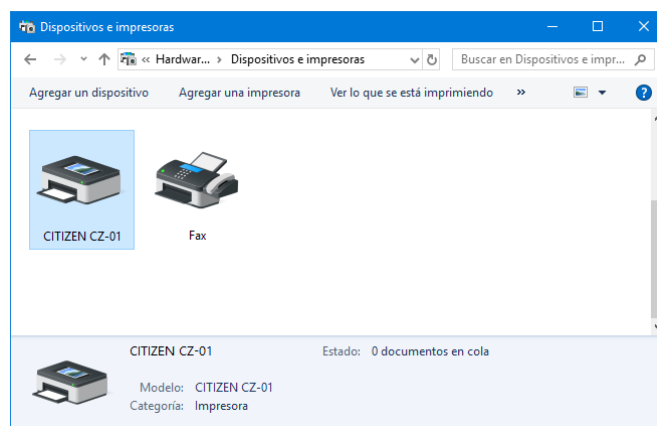 Dispositivos e impresoras
« Hardwar... › Dispositivos e impresoras
Buscar en Dispositivos e impr...
Agregar un dispositivo Agregar una impresora Ver lo que se está imprimiendo »
CITIZEN CZ-01 Fax
CITIZEN CZ-01 Estado: 0 documentos en cola
Modelo: CITIZEN CZ-01
Categoría: Impresora